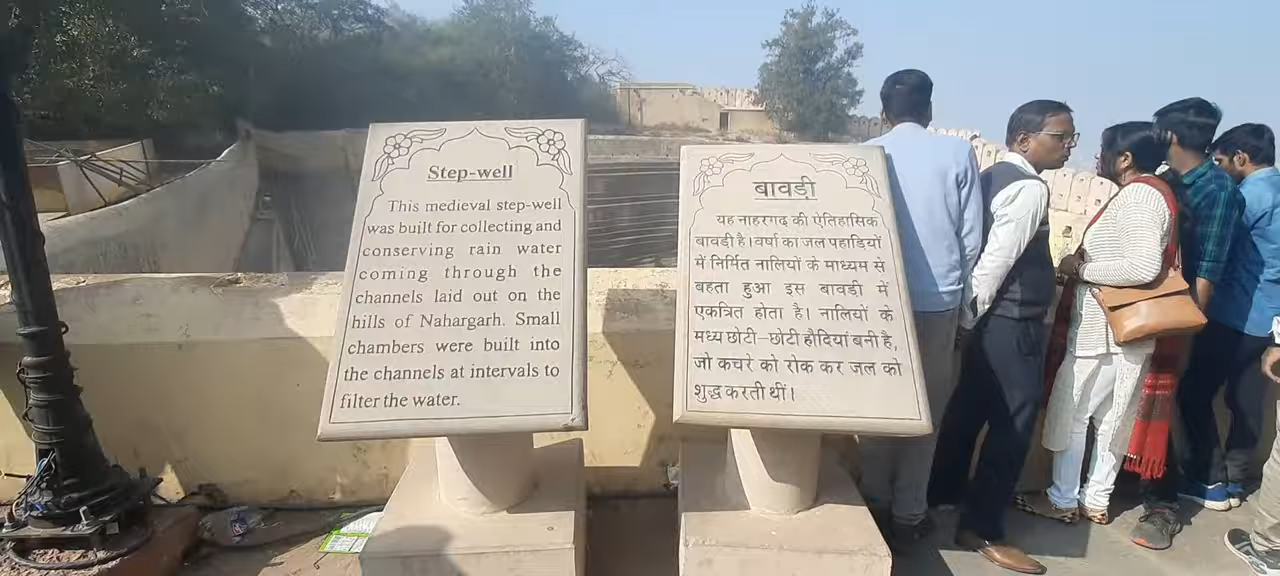 Step-well
This medieval step-well
was built for collecting and
conserving rain water
coming through the
channels laid out on the
hills of Nahargarh. Small
chambers were built into
the channels at intervals to
filter the water.
बावड़ी
यह नाहरगढ़ की ऐतिहासिक
बावड़ी है। वर्षा का जल पहाड़ियों
में निर्मित नालियों के माध्यम से
बहता हुआ इस बावड़ी में
एकत्रित होता है। नालियों के
मध्य छोटी–छोटी हौदियां बनी है,
जो कचरे को रोक कर जल को
शुद्ध करती थीं।